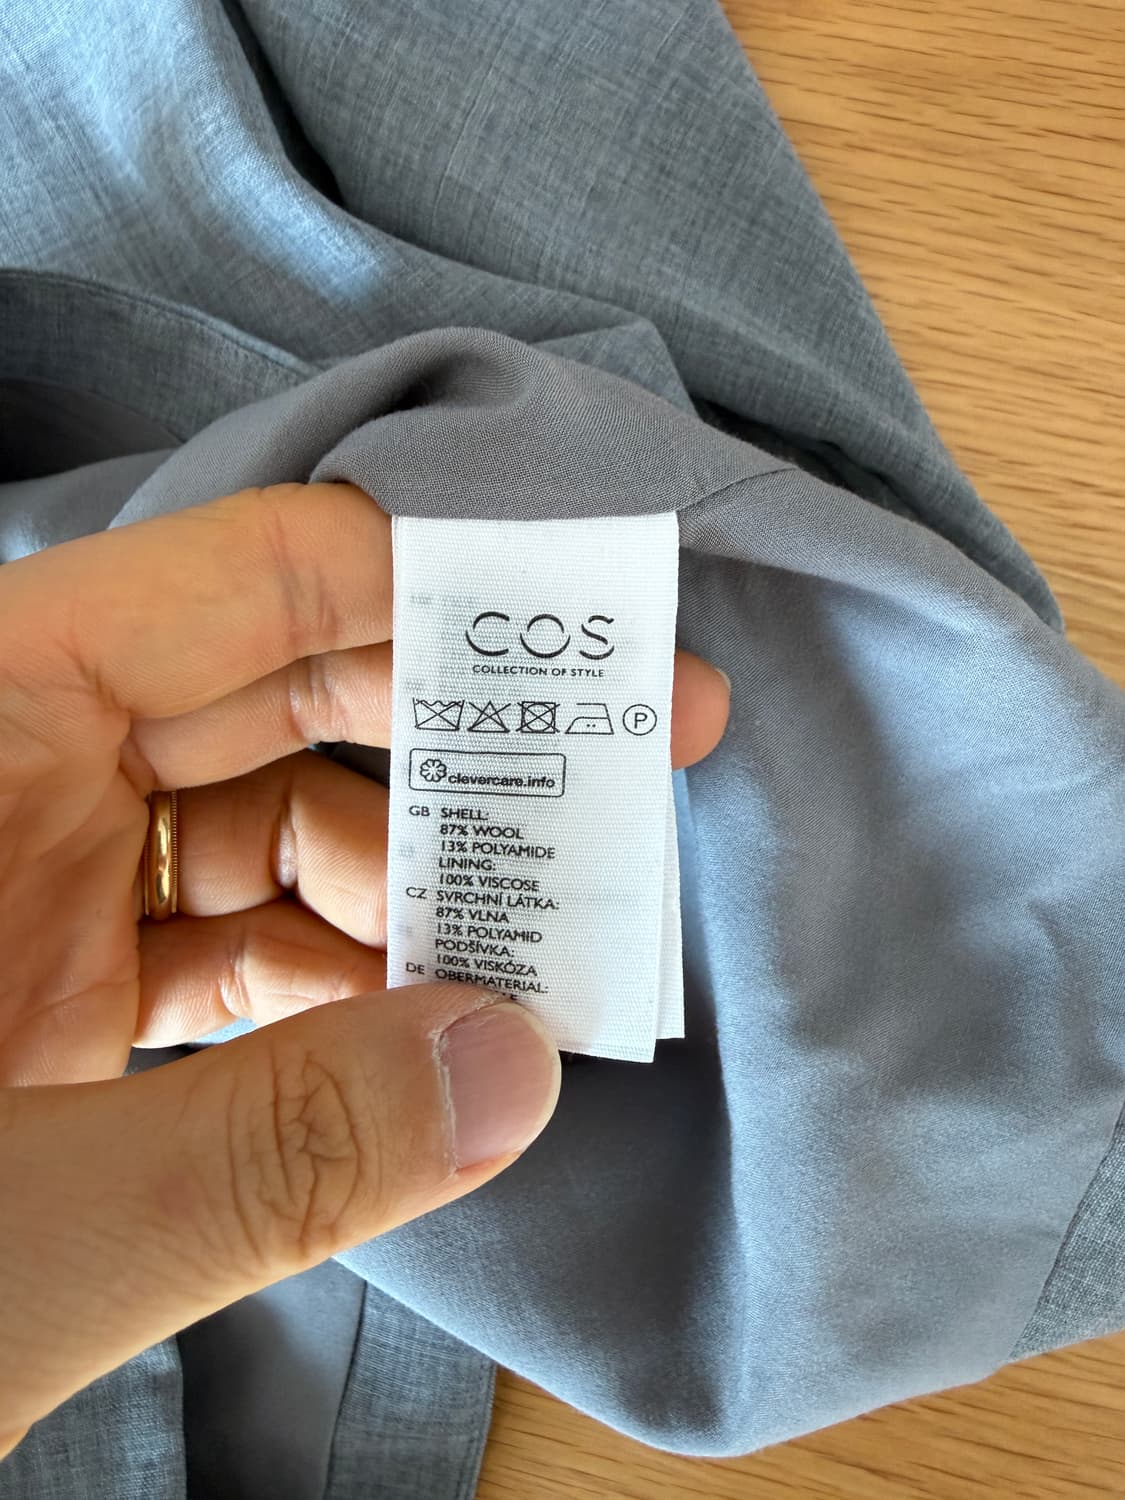 COS
COLLECTION OF STYLE
P
clevercare.info
GB SHELL:
87% WOOL
13% POLYAMIDE
LINING:
100% VISCOSE
CZ SVRCHNÍ LÁTKA:
87% VLNA
13% POLYAMID
PODŠÍVKA:
100% VISKÓZA
DE OBERMATERIAL: